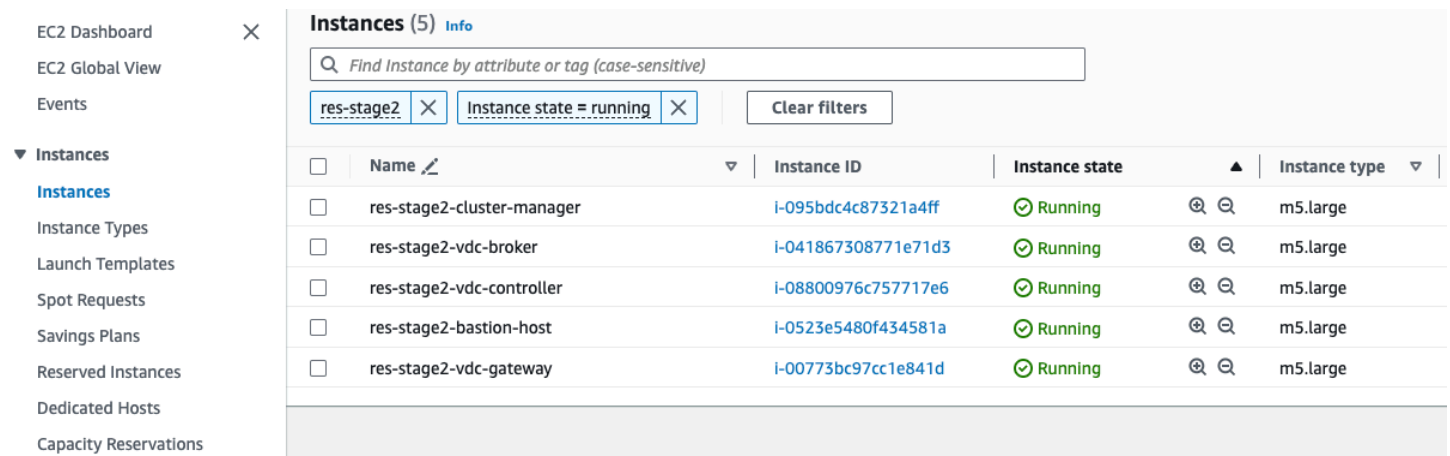 EC2 Dashboard
EC2 Global View
Events
Instances
Instances
Instance Types
Launch Templates
Spot Requests
Savings Plans
Reserved Instances
Dedicated Hosts
Capacity Reservations
Instances (5) Info
Find Instance by attribute or tag (case-sensitive)
res-stage2 Instance state = running Clear filters
Name Instance ID Instance state Instance type
res-stage2-cluster-manager i-095bdc4c87321a4ff Running m5.large
res-stage2-vdc-broker i-041867308771e71d3 Running m5.large
res-stage2-vdc-controller i-08800976c757717e6 Running m5.large
res-stage2-bastion-host i-0523e5480f434581a Running m5.large
res-stage2-vdc-gateway i-00773bc97cc1e841d Running m5.large